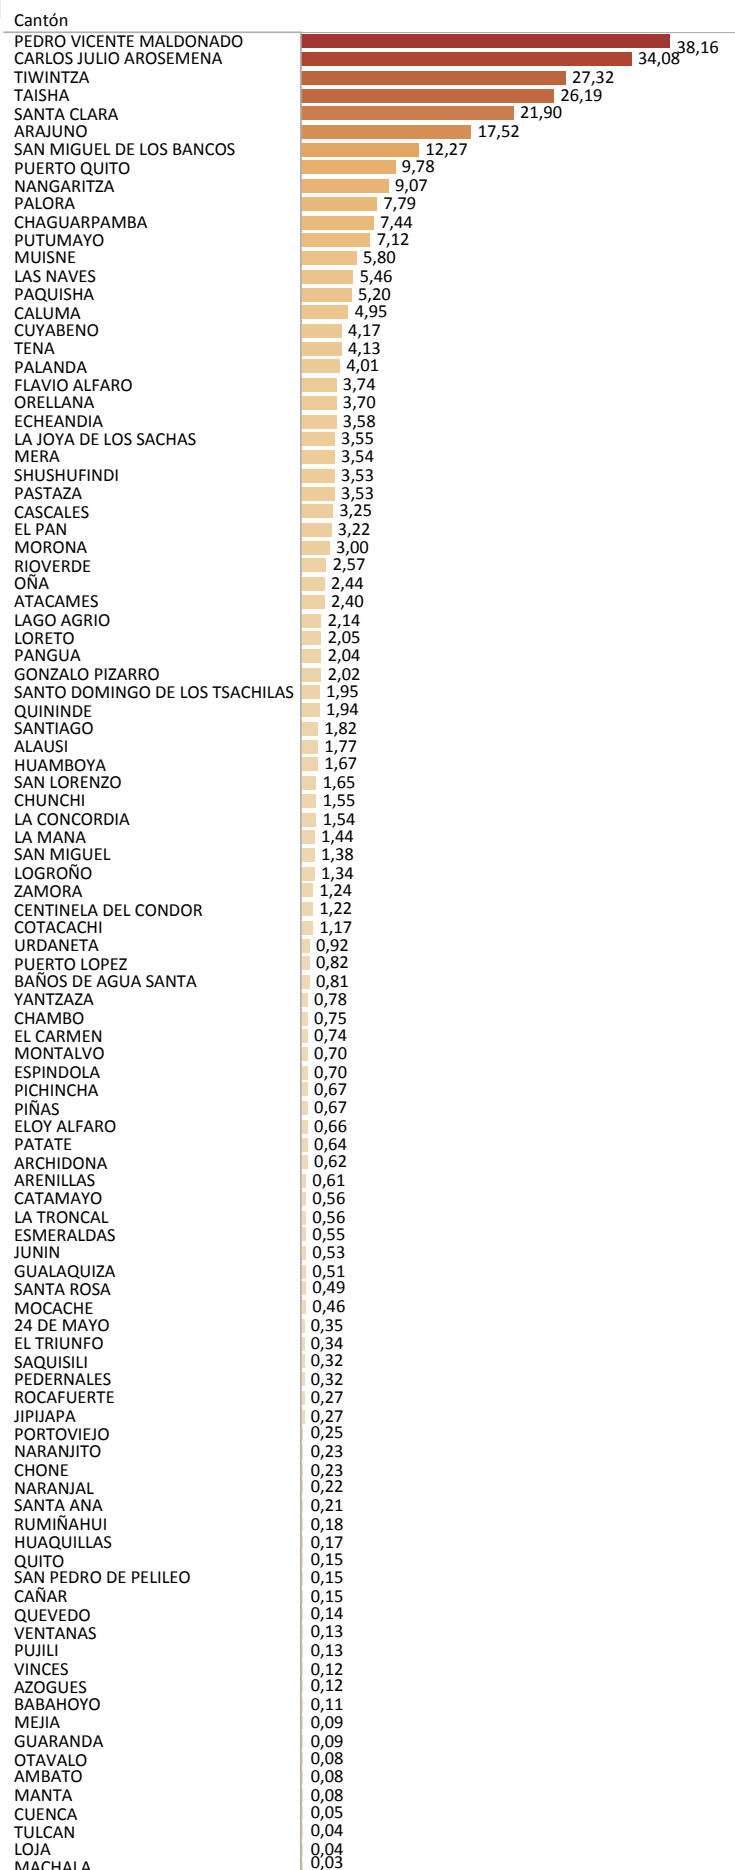 Cantón
PEDRO VICENTE MALDONADO 38,16
CARLOS JULIO AROSEMENA 34,08
TIWINTZA 27,32
TAISHA 26,19
SANTA CLARA 21,90
ARAJUNO 17,52
SAN MIGUEL DE LOS BANCOS 12,27
PUERTO QUITO 9,78
NANGARITZA 9,07
PALORA 7,79
CHAGUARPAMBA 7,44
PUTUMAYO 7,12
MUISNE 5,80
LAS NAVES 5,46
PAQUISHA 5,20
CALUMA 4,95
CUYABENO 4,17
TENA 4,13
PALANDA 4,01
FLAVIO ALFARO 3,74
ORELLANA 3,70
ECHEANDIA 3,58
LA JOYA DE LOS SACHAS 3,55
MERA 3,54
SHUSHUFINDI 3,53
PASTAZA 3,53
CASCALES 3,25
EL PAN 3,22
MORONA 3,00
RIOVERDE 2,57
OÑA 2,44
ATACAMES 2,40
LAGO AGRIO 2,14
LORETO 2,05
PANGUA 2,04
GONZALO PIZARRO 2,02
SANTO DOMINGO DE LOS TSACHILAS 1,95
QUININDE 1,94
SANTIAGO 1,82
ALAUSI 1,77
HUAMBOYA 1,67
SAN LORENZO 1,65
CHUNCHI 1,55
LA CONCORDIA 1,54
LA MANA 1,44
SAN MIGUEL 1,38
LOGROÑO 1,34
ZAMORA 1,24
CENTINELA DEL CONDOR 1,22
COTACACHI 1,17
URDANETA 0,92
PUERTO LOPEZ 0,82
BAÑOS DE AGUA SANTA 0,81
YANTZAZA 0,78
CHAMBO 0,75
EL CARMEN 0,74
MONTALVO 0,70
ESPINDOLA 0,70
PICHINCHA 0,67
PIÑAS 0,67
ELOY ALFARO 0,66
PATATE 0,64
ARCHIDONA 0,62
ARENILLAS 0,61
CATAMAYO 0,56
LA TRONCAL 0,56
ESMERALDAS 0,55
JUNIN 0,53
GUALAQUIZA 0,51
SANTA ROSA 0,49
MOCACHE 0,46
24 DE MAYO 0,35
EL TRIUNFO 0,34
SAQUISILI 0,32
PEDERNALES 0,32
ROCAFUERTE 0,27
JIPIJAPA 0,27
PORTOVIEJO 0,25
NARANJITO 0,23
CHONE 0,23
NARANJAL 0,22
SANTA ANA 0,21
RUMIÑAHUI 0,18
HUAQUILLAS 0,17
QUITO 0,15
SAN PEDRO DE PELILEO 0,15
CAÑAR 0,15
QUEVEDO 0,14
VENTANAS 0,13
PUJILI 0,13
VINCES 0,12
AZOGUES 0,12
BABAHOYO 0,11
MEJIA 0,09
GUARANDA 0,09
OTAVALO 0,08
AMBATO 0,08
MANTA 0,08
CUENCA 0,05
TULCAN 0,04
LOJA 0,04
MACHALA 0,03